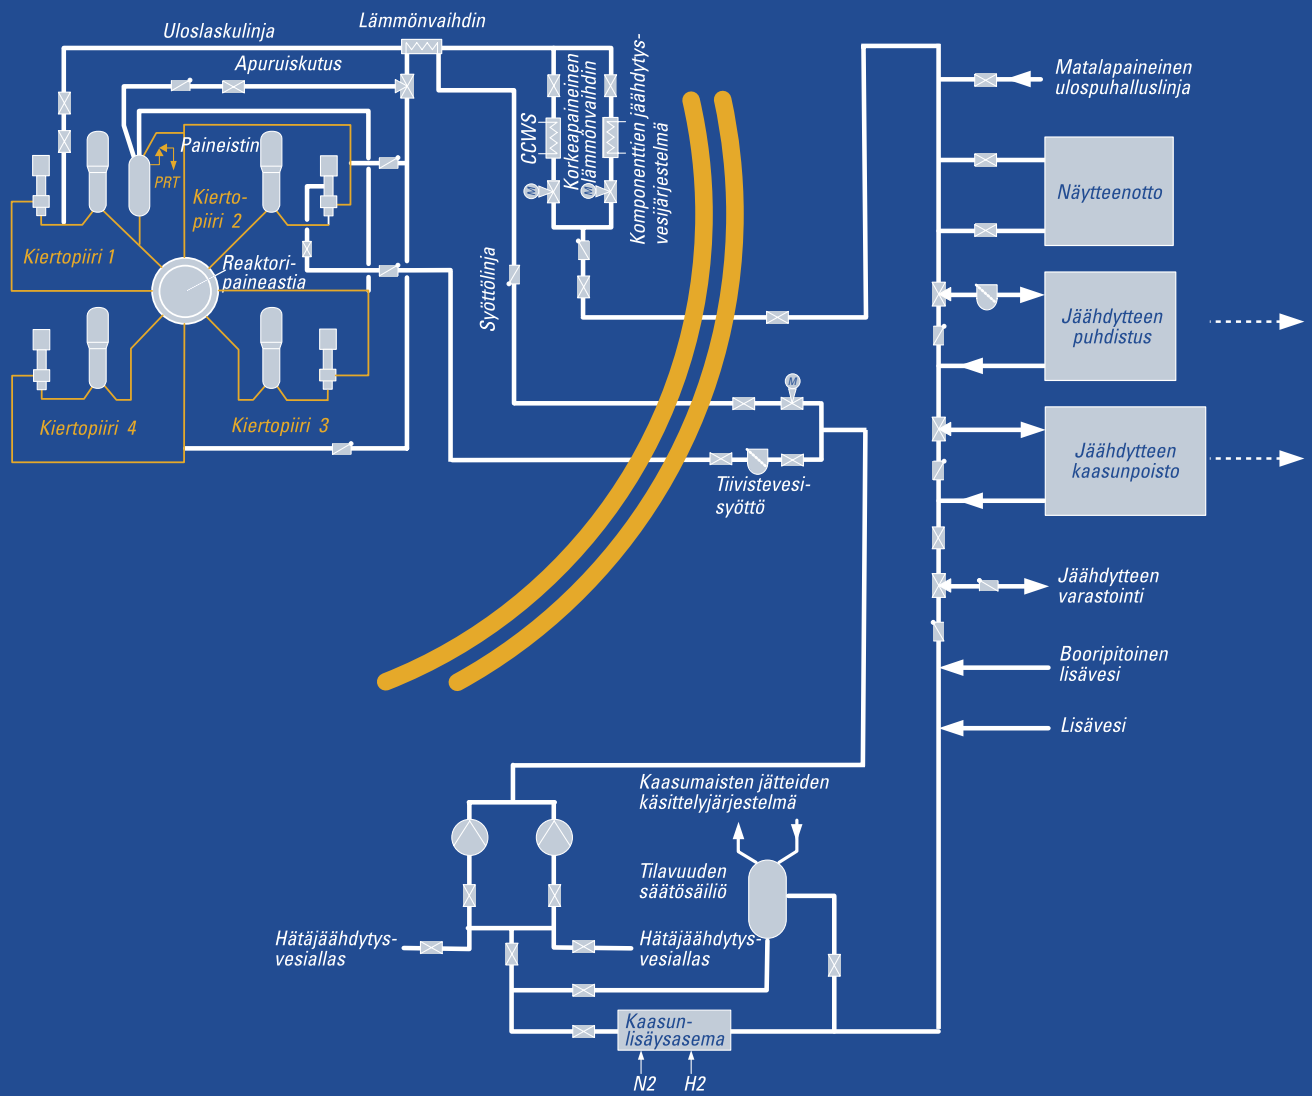 Uloslaskulinja
Lämmönvaihdin
Apuruiskutus
Paineistin
PRT
Kierto-
piiri 2
Kiertopiiri 1
Reaktori-
paineastia
Kiertopiiri 4
Kiertopiiri 3
Syöttölinja
CCWS
Korkeapaineinen
lämmönvaihdin
Komponenttien jäähdytys-
vesijärjestelmä
M
M
M
Tiivistevesi-
syöttö
Matalapaineinen
ulospuhalluslinja
Näytteenotto
Jäähdytteen
puhdistus
Jäähdytteen
kaasunpoisto
Jäähdytteen
varastointi
Booripitoinen
lisävesi
Lisävesi
Kaasumaisten jätteiden
käsittelyjärjestelmä
Tilavuuden
säätösäiliö
Hätäjäähdytys-
vesiallas
Hätäjäähdytys-
vesiallas
Kaasun-
lisäysasema
N2
H2